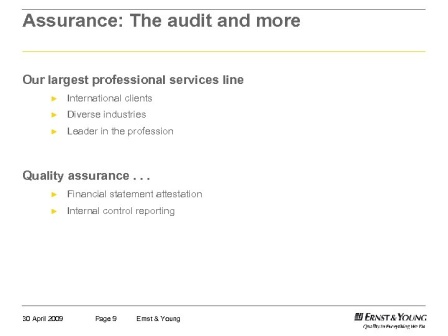 Assurance: The audit and more
Our largest professional services line
► International clients
► Diverse industries
► Leader in the profession
Quality assurance . . .
► Financial statement attestation
► Internal control reporting
30 April 2009 Page 9 Ernst & Young
ERNST & YOUNG
Quality In Everything We Do